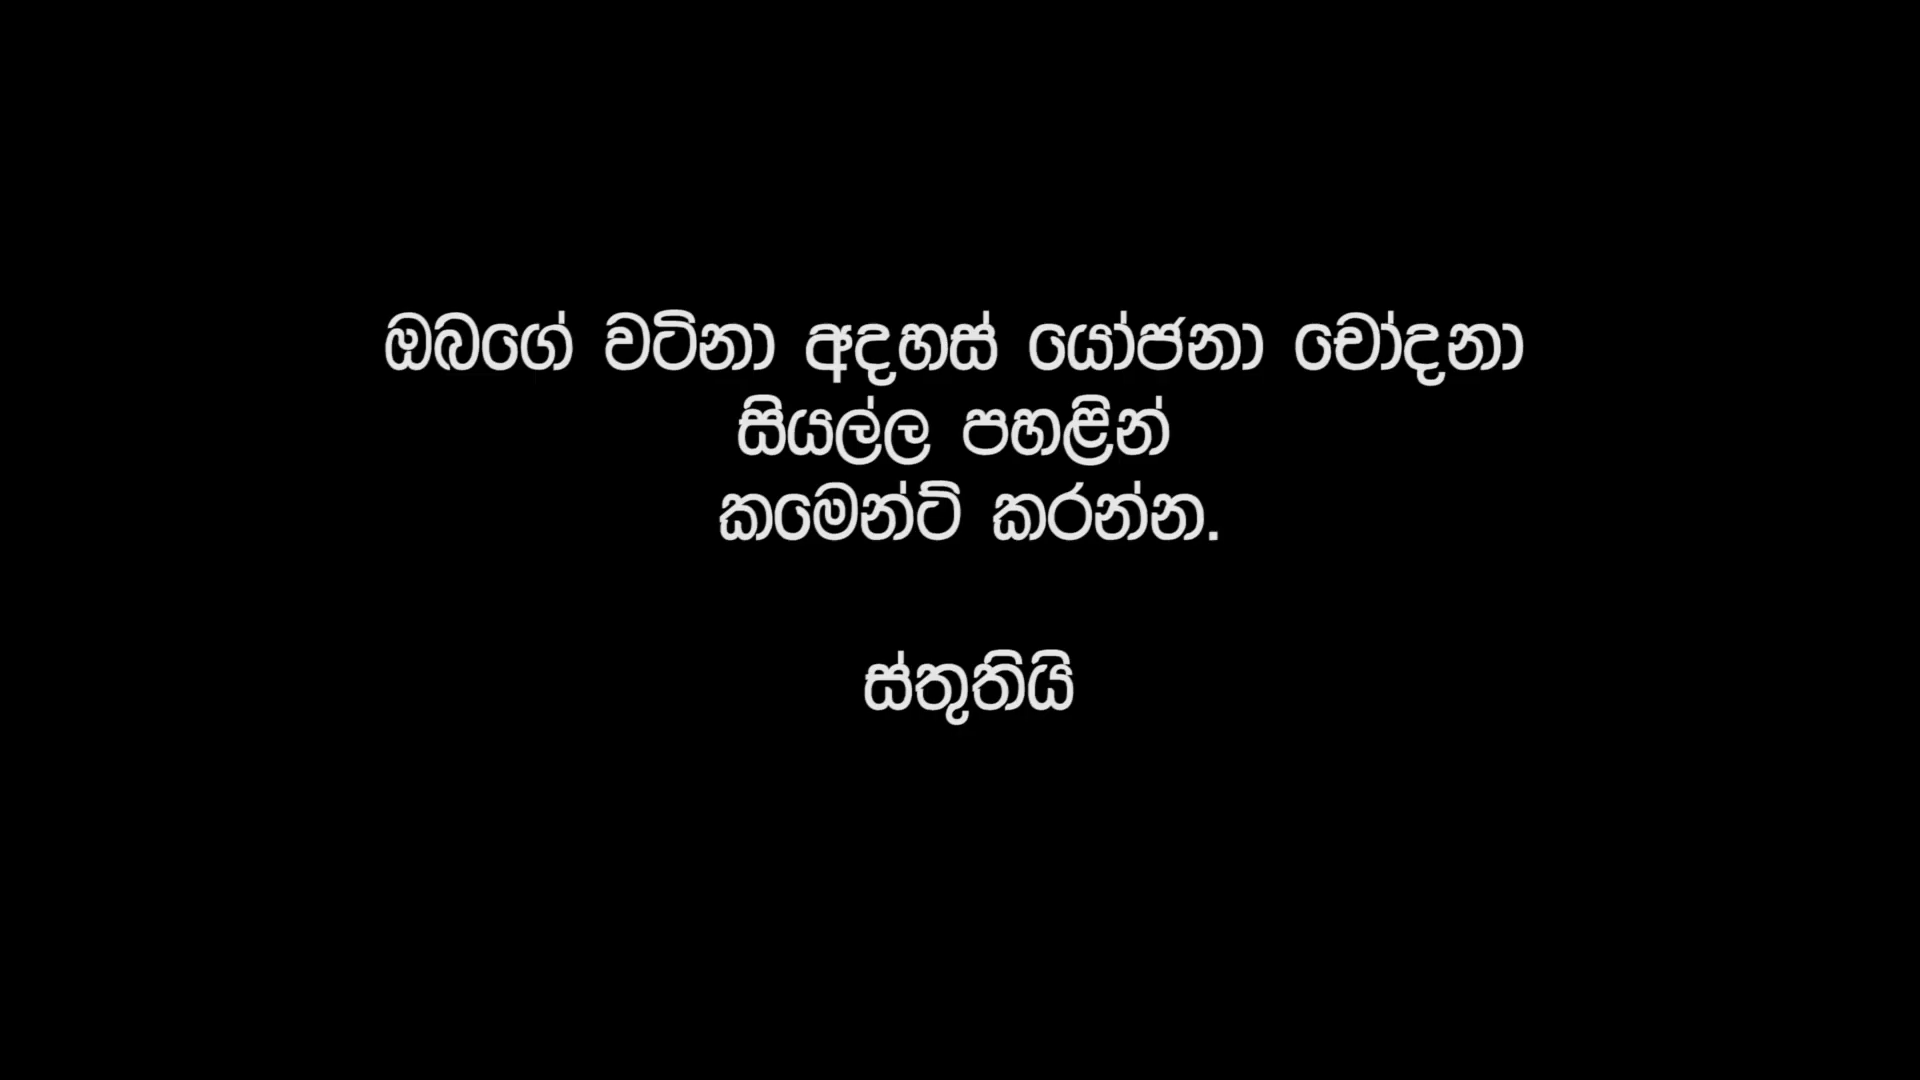 ඔබගේ වටිනා අදහස් යෝජනා චෝදනා
සියල්ල පහළින්
කමෙන්ට් කරන්න.
ස්තුතියි